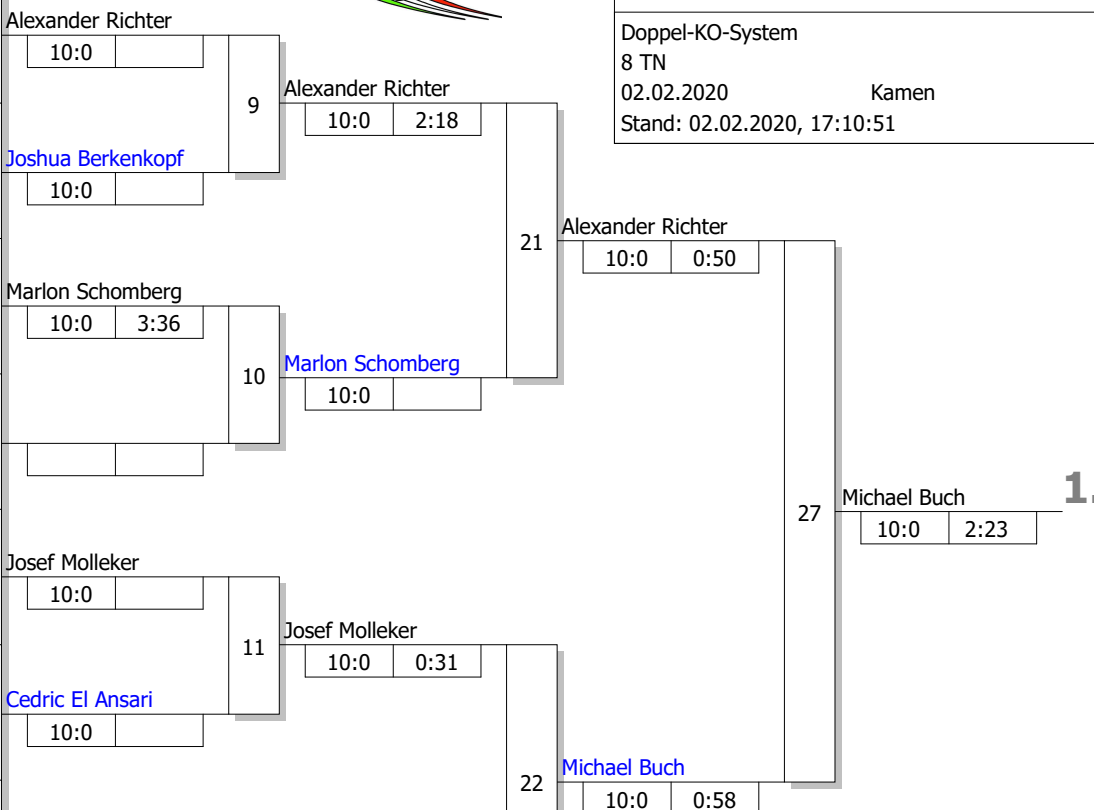 Alexander Richter
10:0
9
Joshua Berkenkopf
10:0
Marlon Schomberg
10:0 3:36
10
Josef Molleker
10:0
11
Cedric El Ansari
10:0
Alexander Richter
10:0 2:18
21
Marlon Schomberg
10:0
Josef Molleker
10:0 0:31
22
Alexander Richter
10:0 0:50
27
Michael Buch
10:0 0:58
Michael Buch
10:0 2:23
1.
Doppel-KO-System
8 TN
02.02.2020 Kamen
Stand: 02.02.2020, 17:10:51